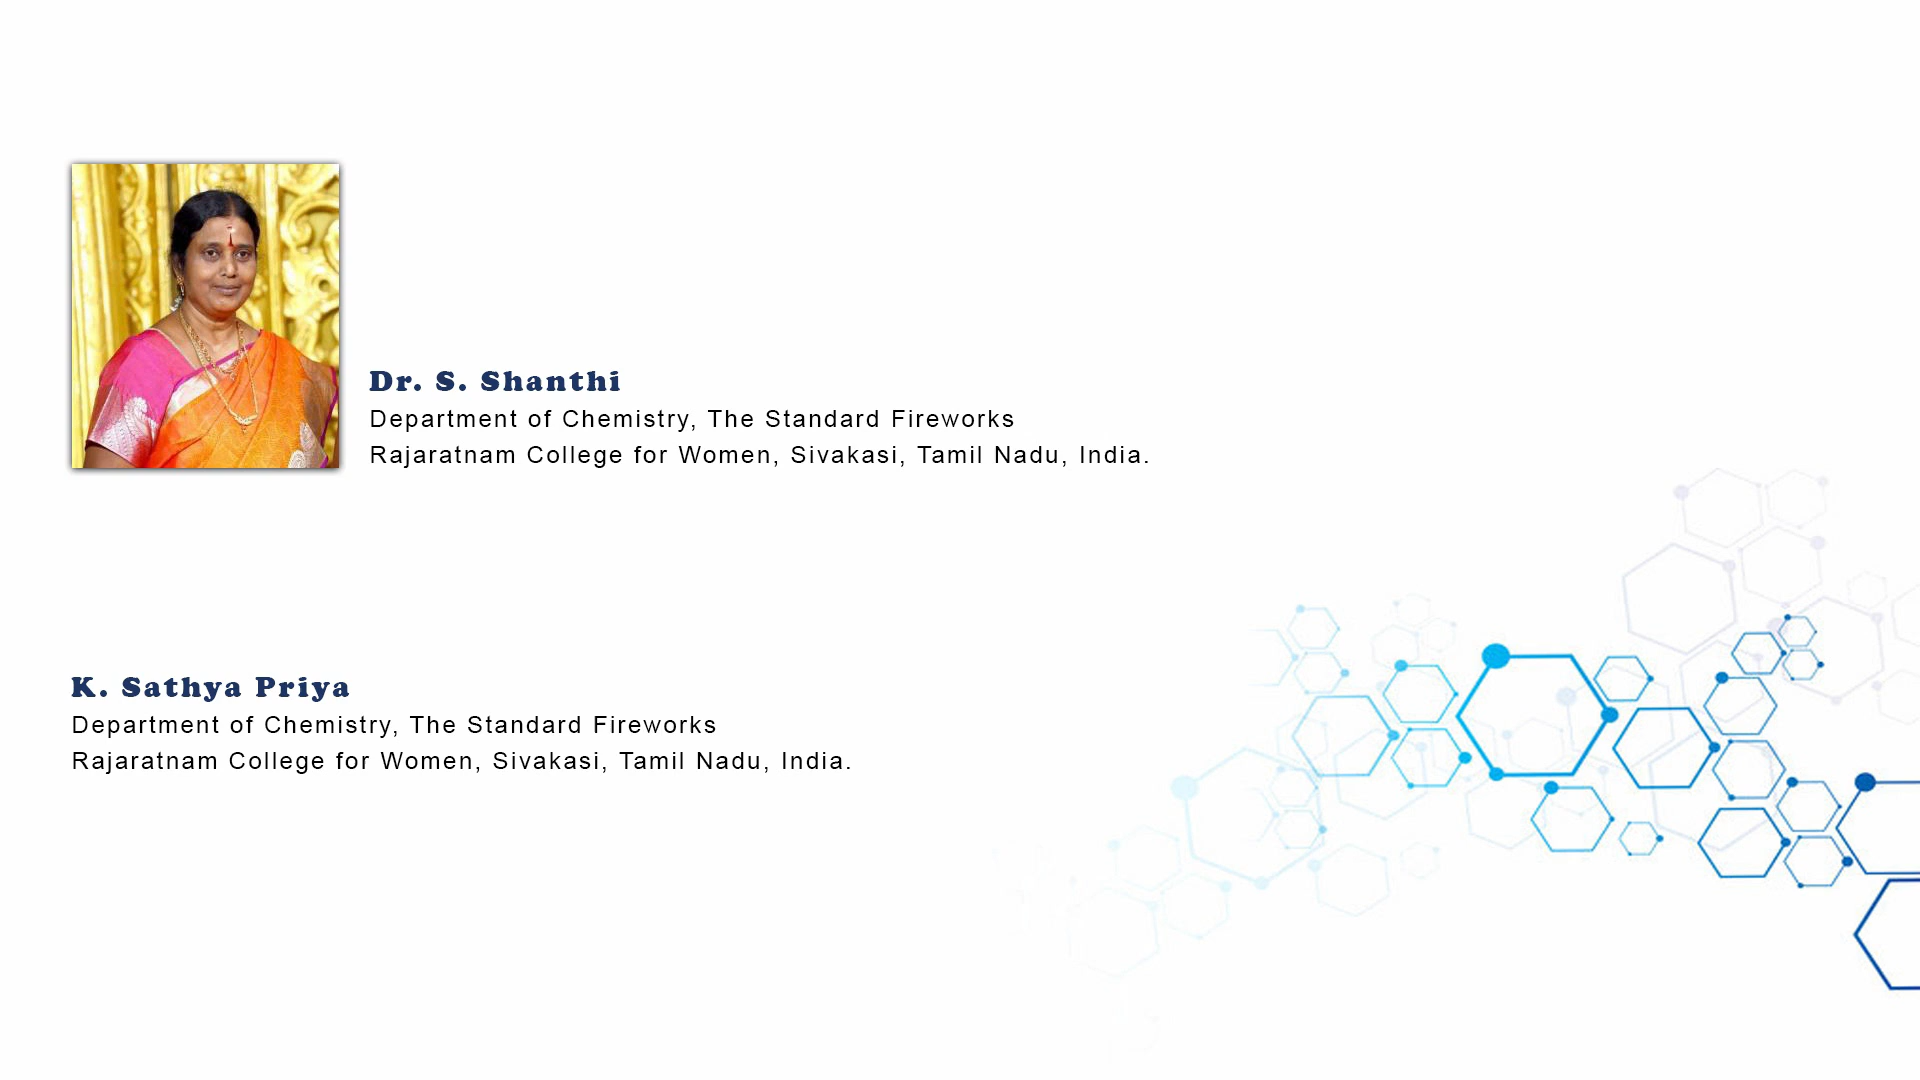 Dr. S. Shanthi
Department of Chemistry, The Standard Fireworks
Rajaratnam College for Women, Sivakasi, Tamil Nadu, India.
K. Sathya Priya
Department of Chemistry, The Standard Fireworks
Rajaratnam College for Women, Sivakasi, Tamil Nadu, India.